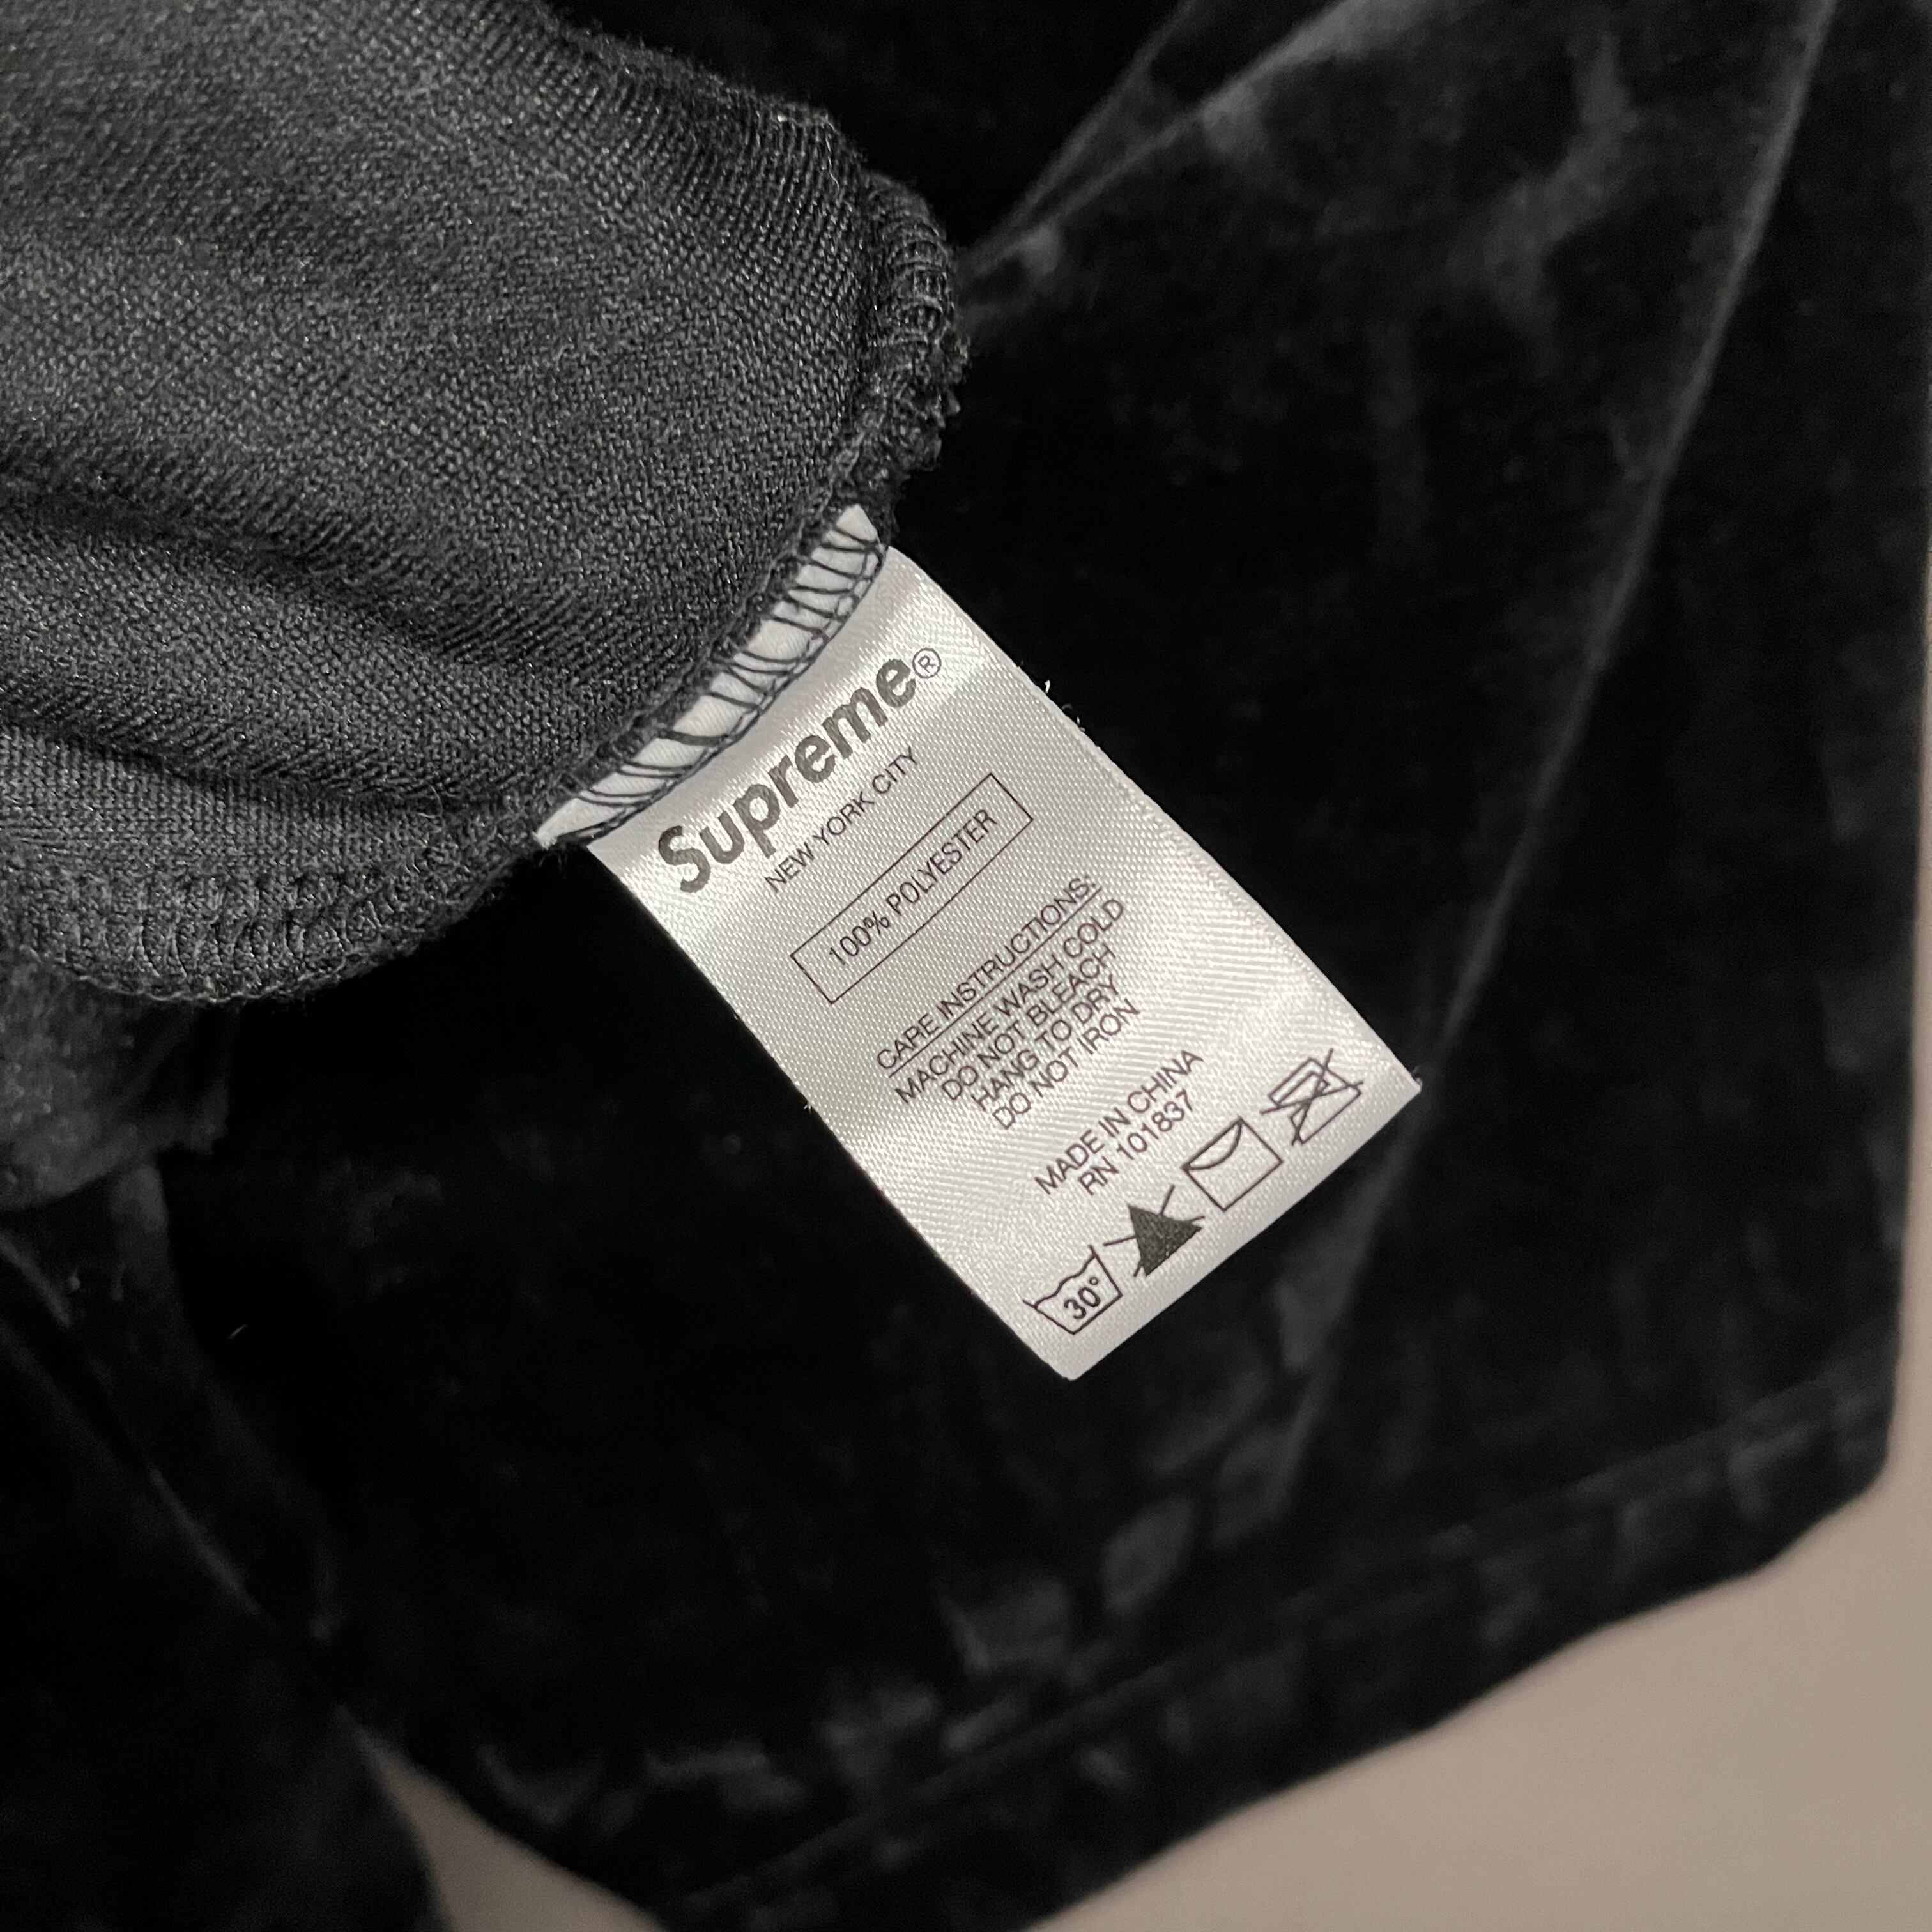 Supreme®
NEW YORK CITY
100% POLYESTER
CARE INSTRUCTIONS:
MACHINE WASH COLD
DO NOT BLEACH
HANG TO DRY
DO NOT IRON
MADE IN CHINA
RN 101837
30°